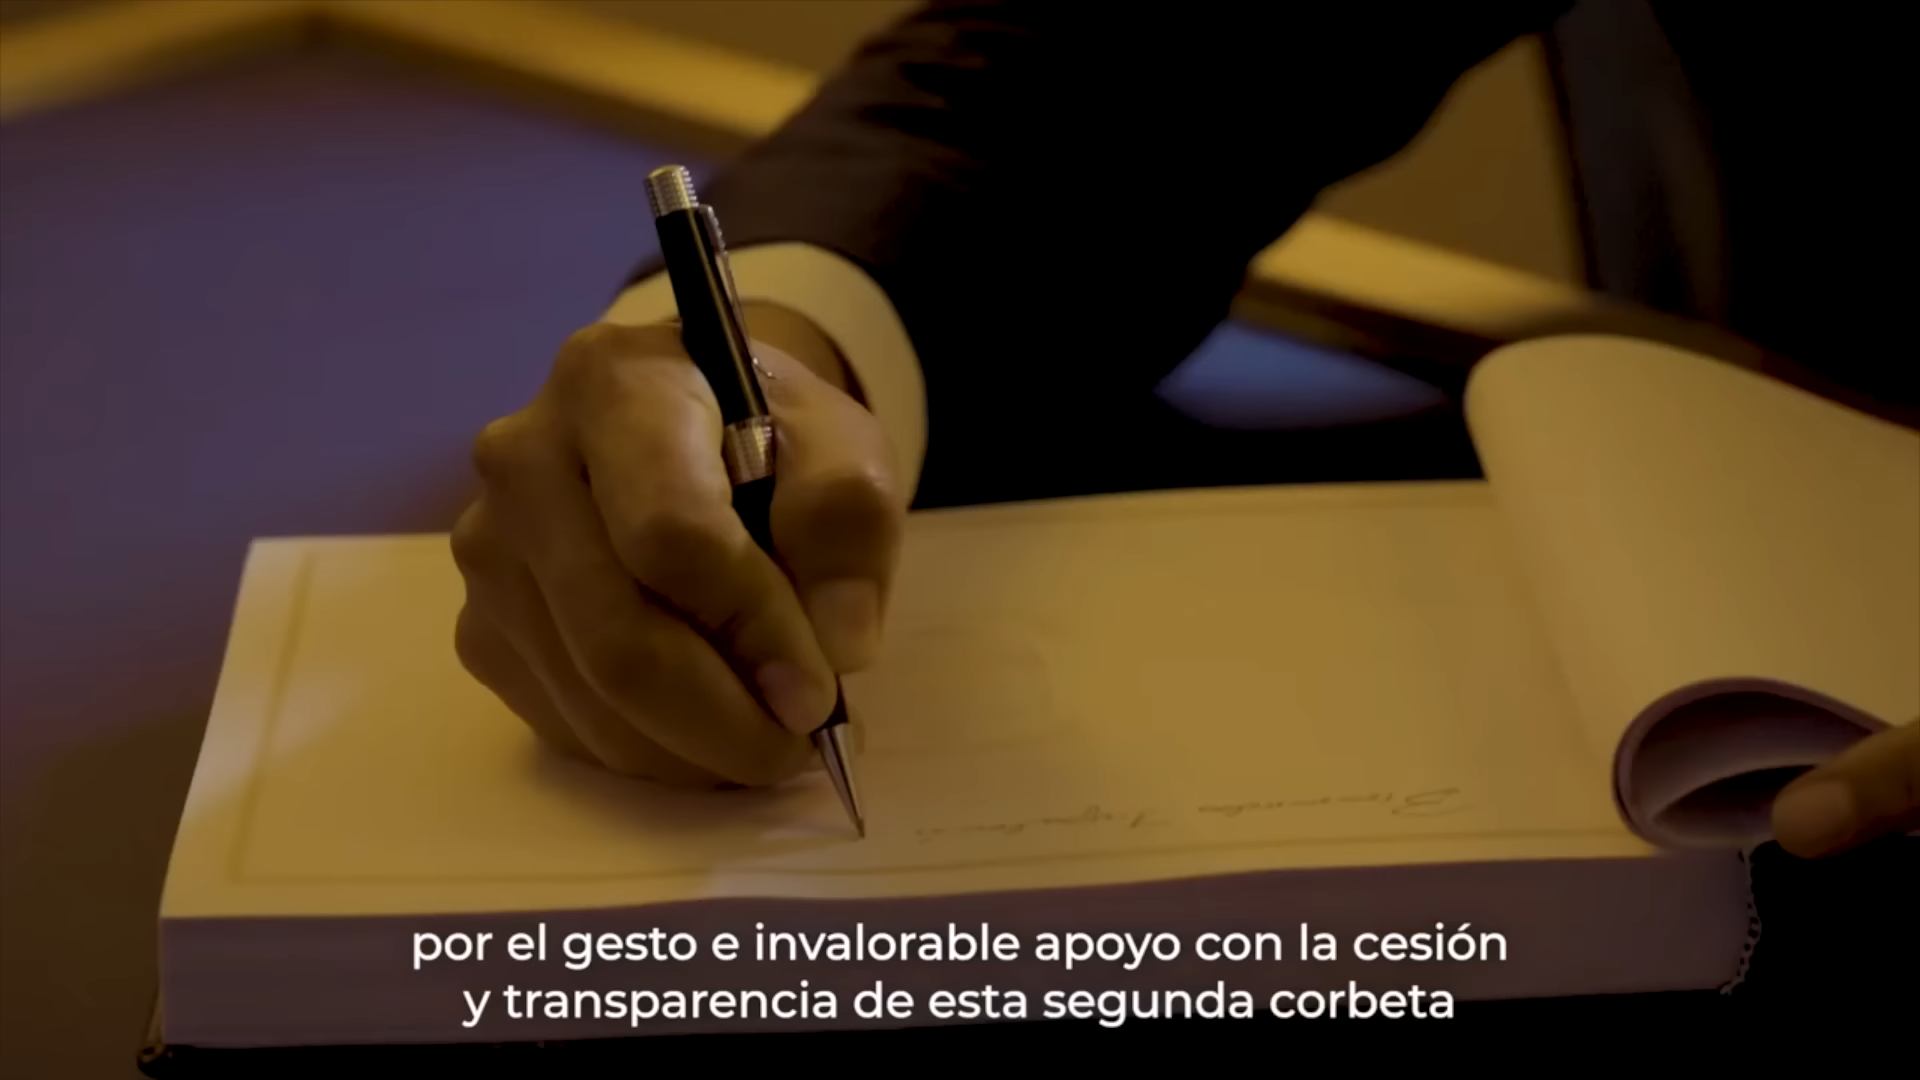 por el gesto e invalorable apoyo con la cesión
y transparencia de esta segunda corbeta